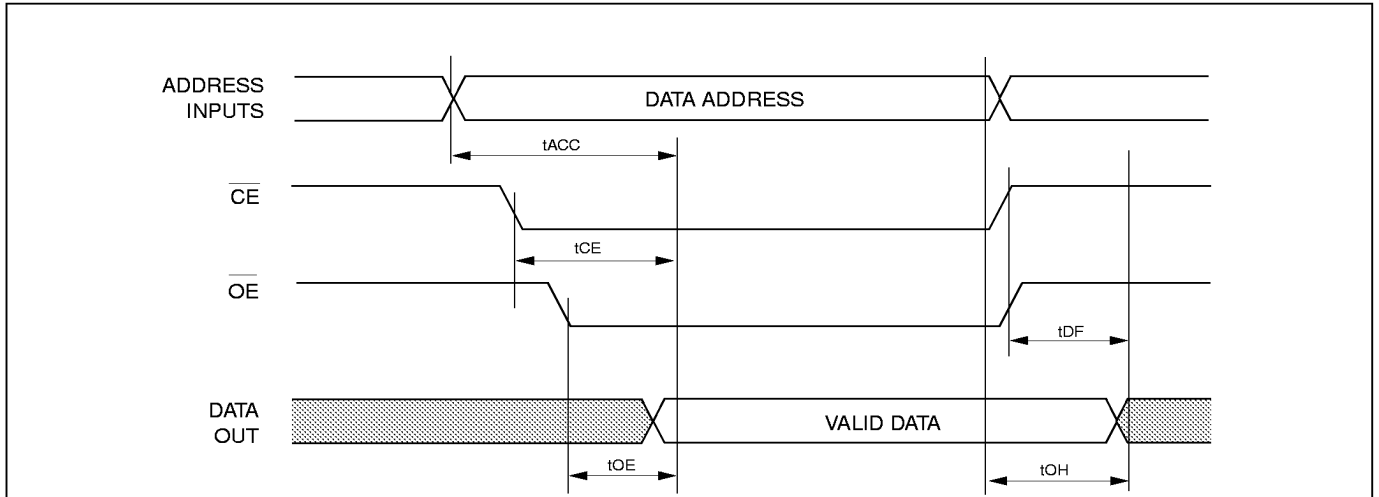 ADDRESS
INPUTS
DATA ADDRESS
tACC
CE
tCE
OE
tDF
DATA
OUT
VALID DATA
tOE
tOH